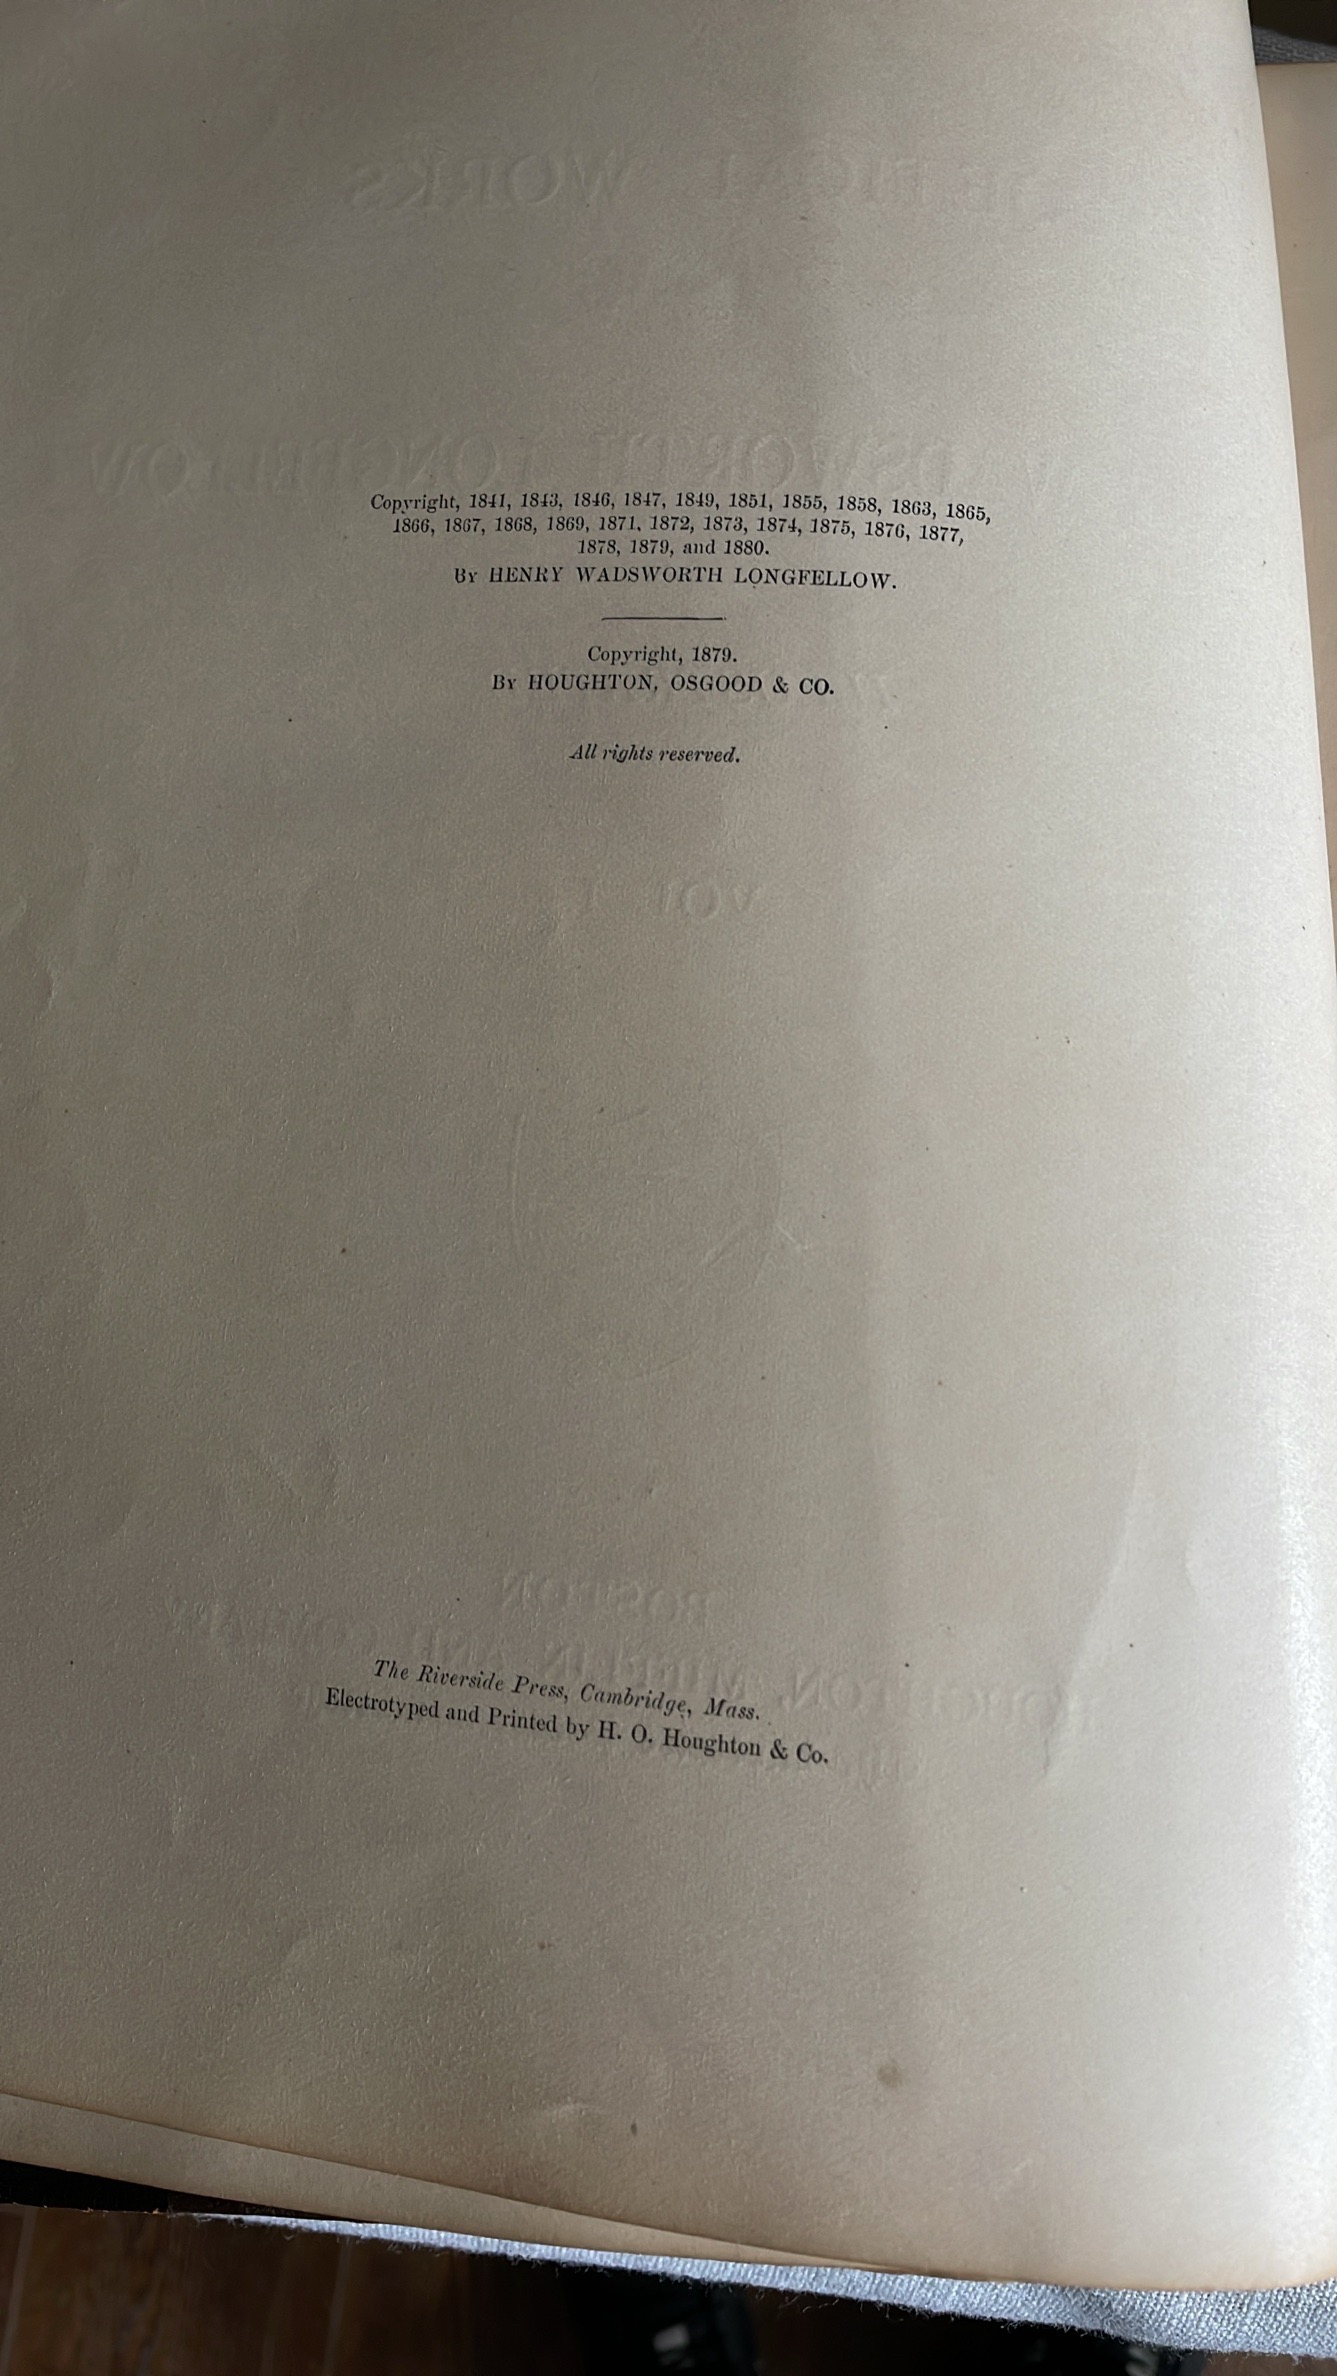 Copyright, 1841, 1843, 1846, 1847, 1849, 1851, 1855, 1858, 1863, 1865,
1866, 1867, 1868, 1869, 1871, 1872, 1873, 1874, 1875, 1876, 1877,
1878, 1879, and 1880.
By HENRY WADSWORTH LONGFELLOW.
Copyright, 1879.
By HOUGHTON, OSGOOD & CO.
All rights reserved.
The Riverside Press, Cambridge, Mass.
Electrotyped and Printed by H. O. Houghton & Co.